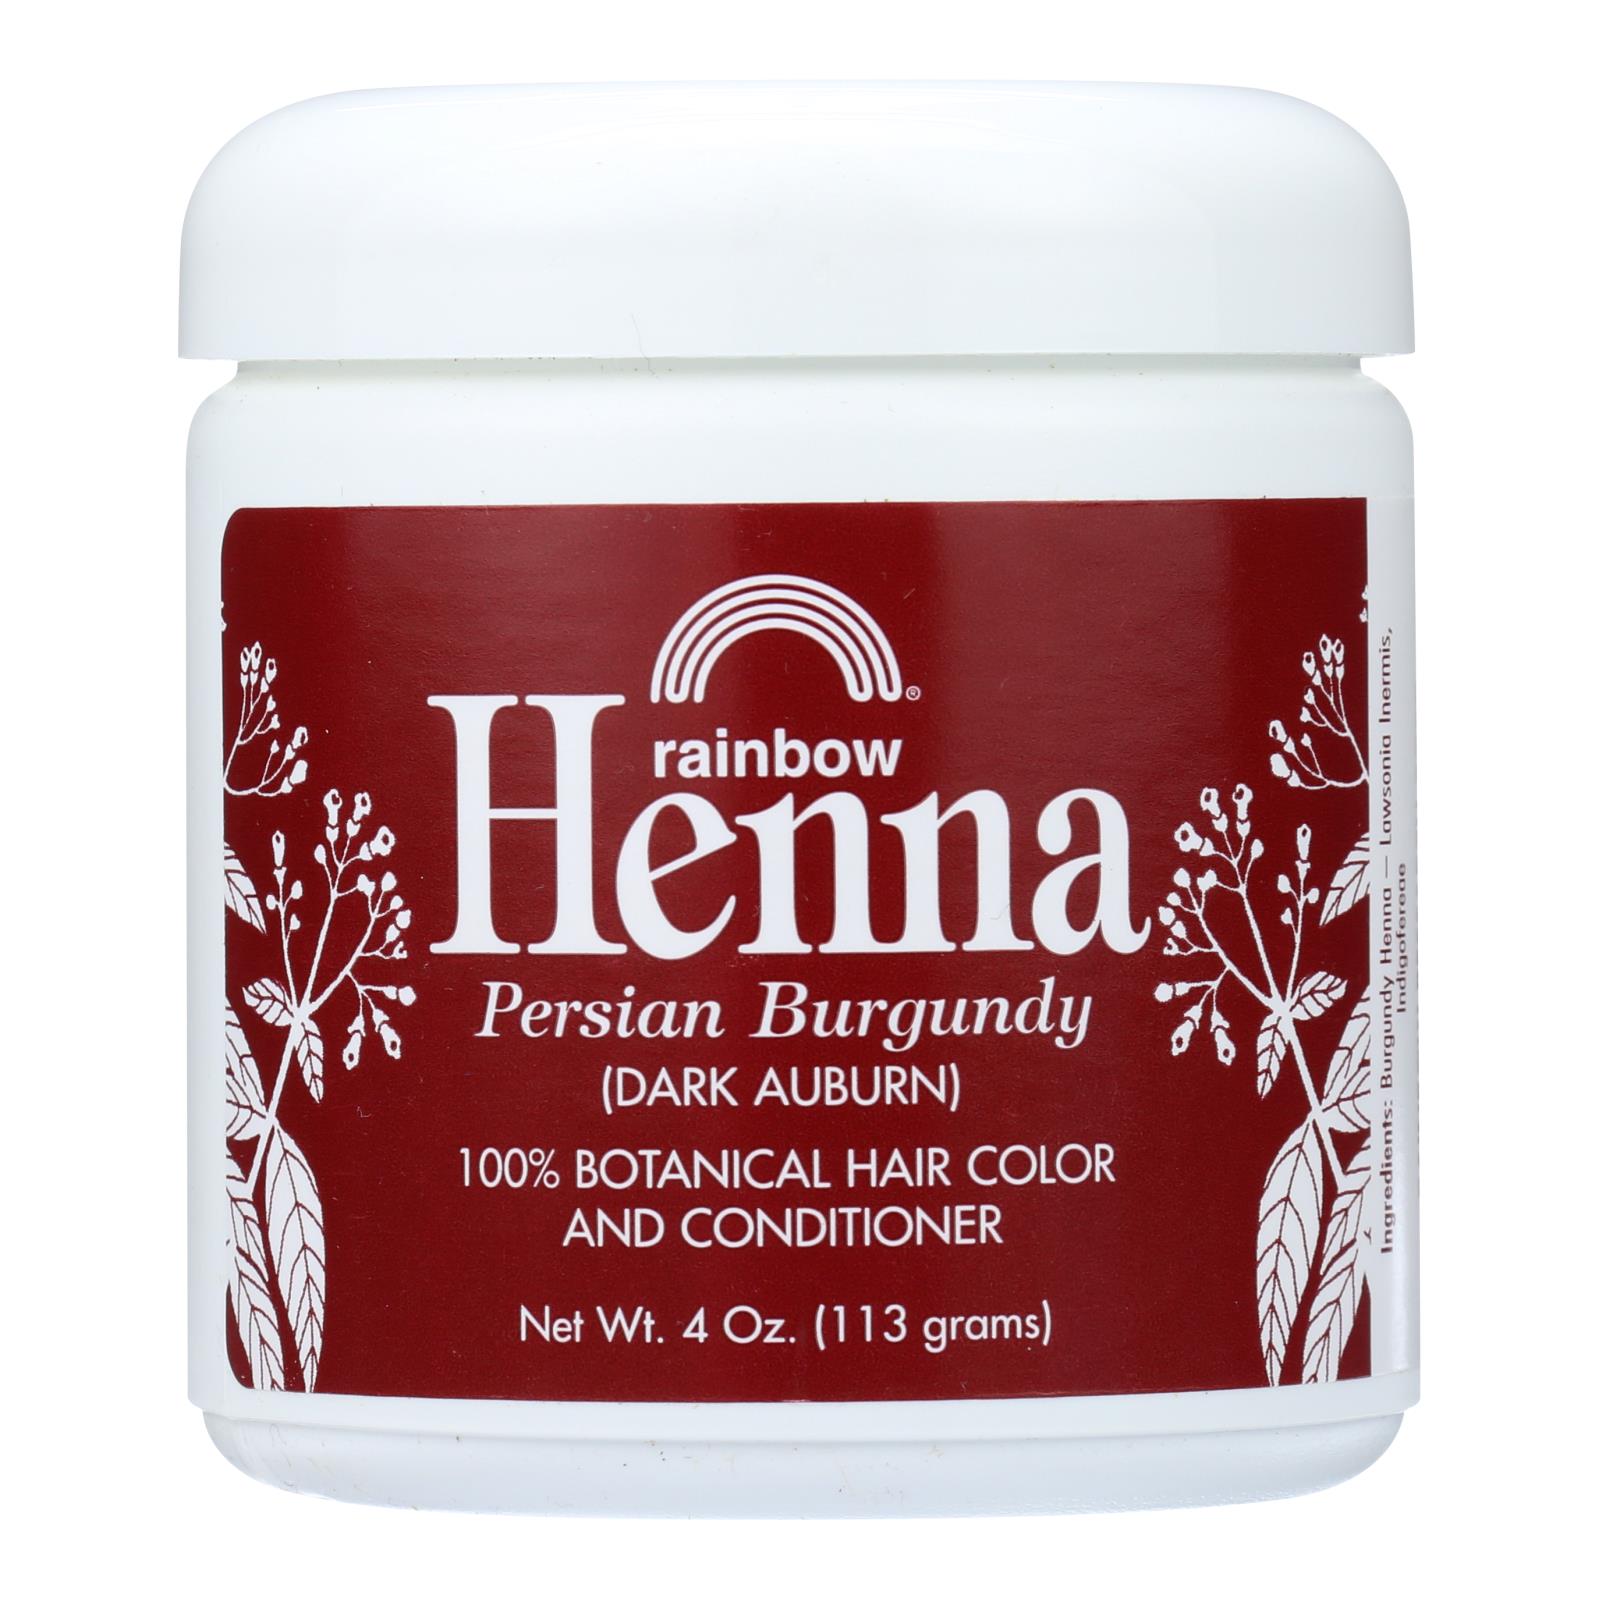 ®
rainbow
Henna
Persian Burgundy
(DARK AUBURN)
100% BOTANICAL HAIR COLOR
AND CONDITIONER
Net Wt. 4 Oz. (113 grams)
Ingredients: Burgundy Henna – Lawsonia Inermis,
Indigofereae